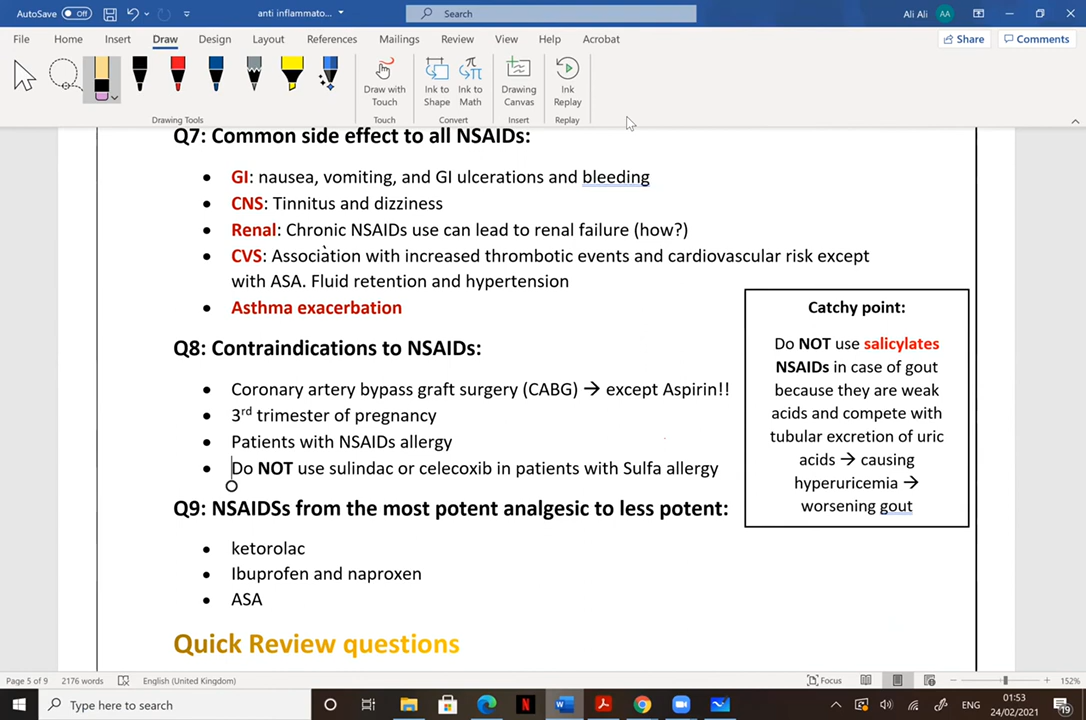 AutoSave Off
anti inflammato...
Search
Ali Ali AA
File Home Insert Draw Design Layout References Mailings Review View Help Acrobat
Share Comments
Draw with Touch
Ink to Shape
Ink to Math
Drawing Canvas
Ink Replay
Drawing Tools Touch Convert Insert Replay
Q7: Common side effect to all NSAIDs:
• GI: nausea, vomiting, and GI ulcerations and bleeding
• CNS: Tinnitus and dizziness
• Renal: Chronic NSAIDs use can lead to renal failure (how?)
• CVS: Association with increased thrombotic events and cardiovascular risk except
with ASA. Fluid retention and hypertension
• Asthma exacerbation
Q8: Contraindications to NSAIDs:
• Coronary artery bypass graft surgery (CABG) → except Aspirin!!
• 3rd trimester of pregnancy
• Patients with NSAIDs allergy
• Do NOT use sulindac or celecoxib in patients with Sulfa allergy
Catchy point:
Do NOT use salicylates
NSAIDs in case of gout
because they are weak
acids and compete with
tubular excretion of uric
acids → causing
hyperuricemia →
worsening gout
Q9: NSAIDSs from the most potent analgesic to less potent:
• ketorolac
• Ibuprofen and naproxen
• ASA
Quick Review questions
Page 5 of 9 2176 words English (United Kingdom) Focus 152%
Type here to search
ENG
01:53
24/02/2021
19